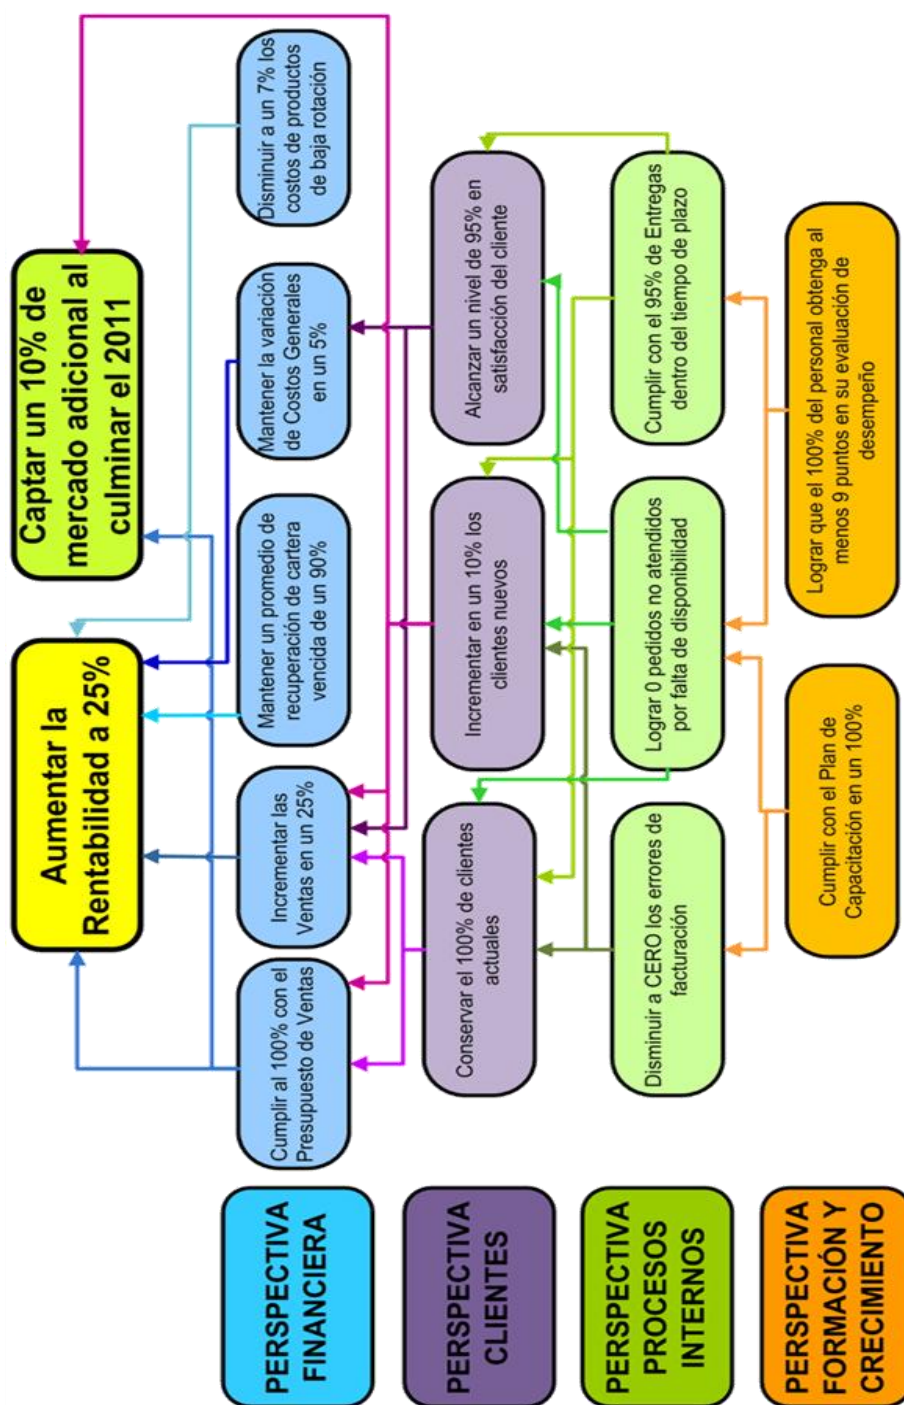 Aumentar la
Rentabilidad a 25%
Captar un 10% de
mercado adicional al
culminar el 2011
PERSPECTIVA
FINANCIERA
Cumplir al 100% con el
Presupuesto de Ventas
Incrementar las
Ventas en un 25%
Mantener un promedio de
recuperación de cartera
vencida de un 90%
Mantener la variación
de Costos Generales
en un 5%
Disminuir a un 7% los
costos de productos
de baja rotación
PERSPECTIVA
CLIENTES
Conservar el 100% de clientes
actuales
Incrementar en un 10% los
clientes nuevos
Alcanzar un nivel de 95% en
satisfacción del cliente
PERSPECTIVA
PROCESOS
INTERNOS
Disminuir a CERO los errores de
facturación
Lograr 0 pedidos no atendidos
por falta de disponibilidad
Cumplir con el 95% de Entregas
dentro del tiempo de plazo
PERSPECTIVA
FORMACIÓN Y
CRECIMIENTO
Cumplir con el Plan de
Capacitación en un 100%
Lograr que el 100% del personal obtenga al
menos 9 puntos en su evaluación de
desempeño